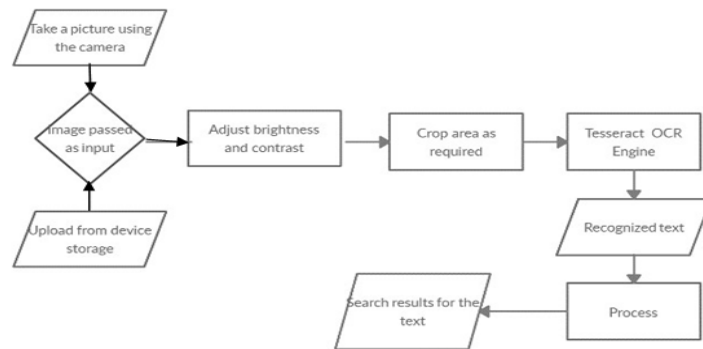 Take a picture using
the camera
Image passed
as input
Adjust brightness
and contrast
Crop area as
required
Tesseract OCR
Engine
Upload from device
storage
Recognized text
Search results for the
text
Process